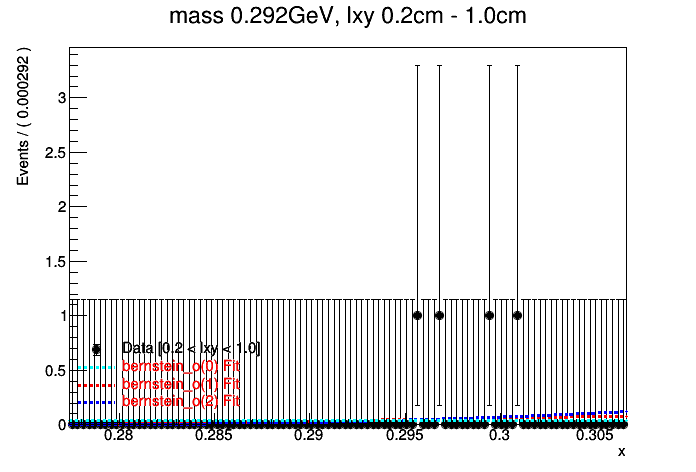 mass 0.292GeV, lxy 0.2cm - 1.0cm
Events / ( 0.000292 )
3
2.5
2
1.5
1
0.5
0
Data [0.2 < lxy < 1.0]
bernstein_o(0) Fit
bernstein_o(1) Fit
bernstein_o(2) Fit
0.28 0.285 0.29 0.295 0.3 0.305
x